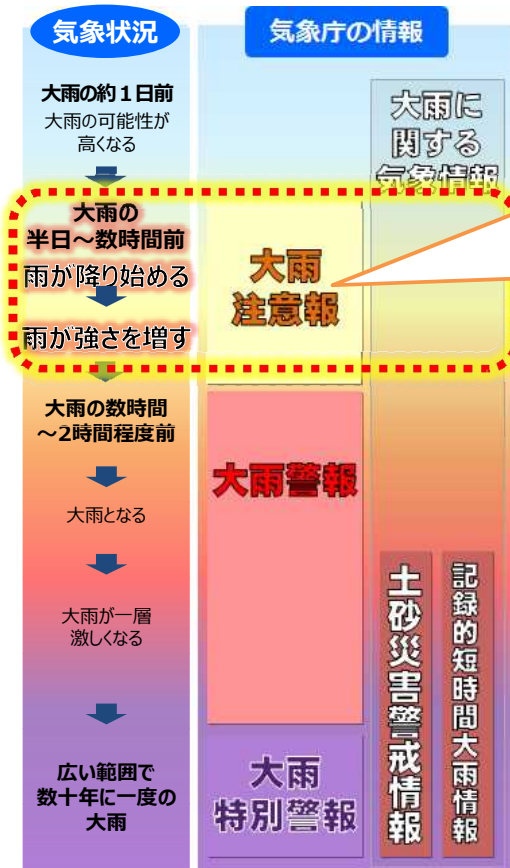 気象状況
気象庁の情報
大雨の約１日前
大雨の可能性が
高くなる
大雨の
半日～数時間前
雨が降り始める
雨が強さを増す
大雨の数時間
～2時間程度前
大雨となる
大雨が一層
激しくなる
広い範囲で
数十年に一度の
大雨
大雨
注意報
大雨警報
大雨
特別警報
大雨に
関する
気象情報
土砂災害警戒情報
記録的短時間大雨情報